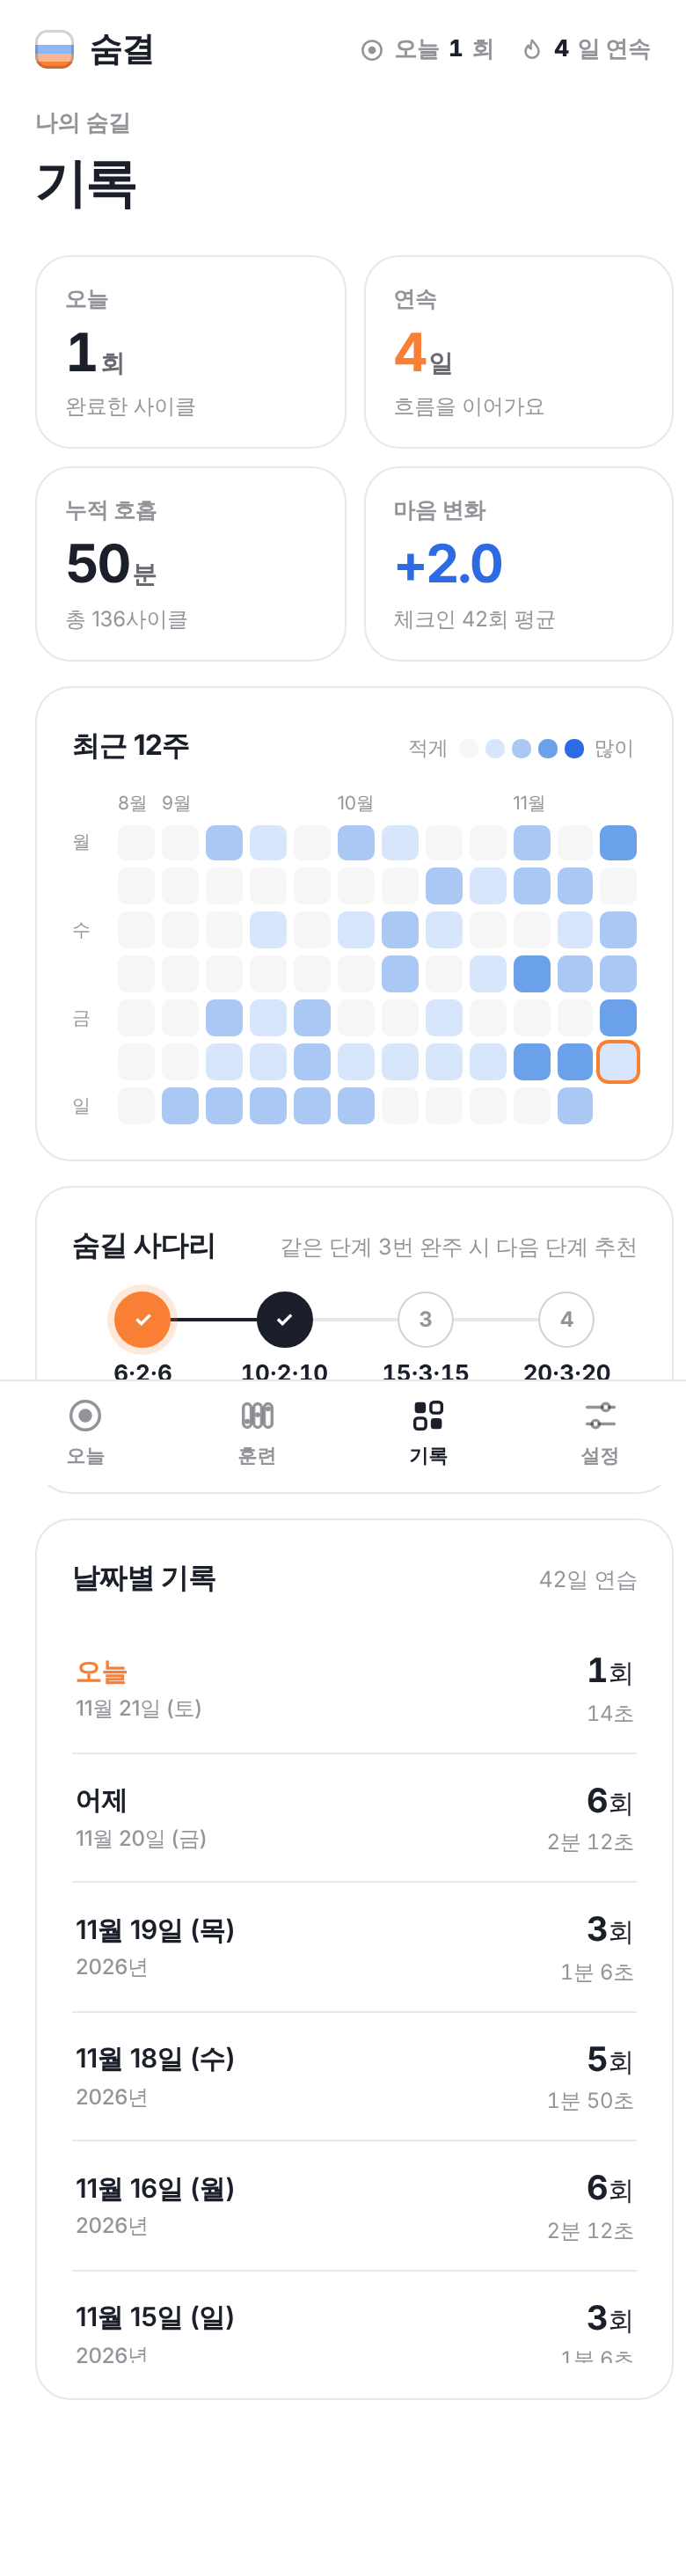 숨결
오늘 1 회 4 일 연속
나의 숨길
기록
오늘
1회
완료한 사이클
연속
4일
흐름을 이어가요
누적 호흡
50분
총 136사이클
마음 변화
+2.0
체크인 42회 평균
최근 12주
적게 많이
8월 9월 10월 11월
월
수
금
일
숨길 사다리
같은 단계 3번 완주 시 다음 단계 추천
3 4
6·2·6 10·2·10 15·3·15 20·3·20
오늘 훈련 기록 설정
날짜별 기록
42일 연습
오늘 1회
11월 21일 (토) 14초
어제 6회
11월 20일 (금) 2분 12초
11월 19일 (목) 3회
2026년 1분 6초
11월 18일 (수) 5회
2026년 1분 50초
11월 16일 (월) 6회
2026년 2분 12초
11월 15일 (일) 3회
2026년 1분 6초